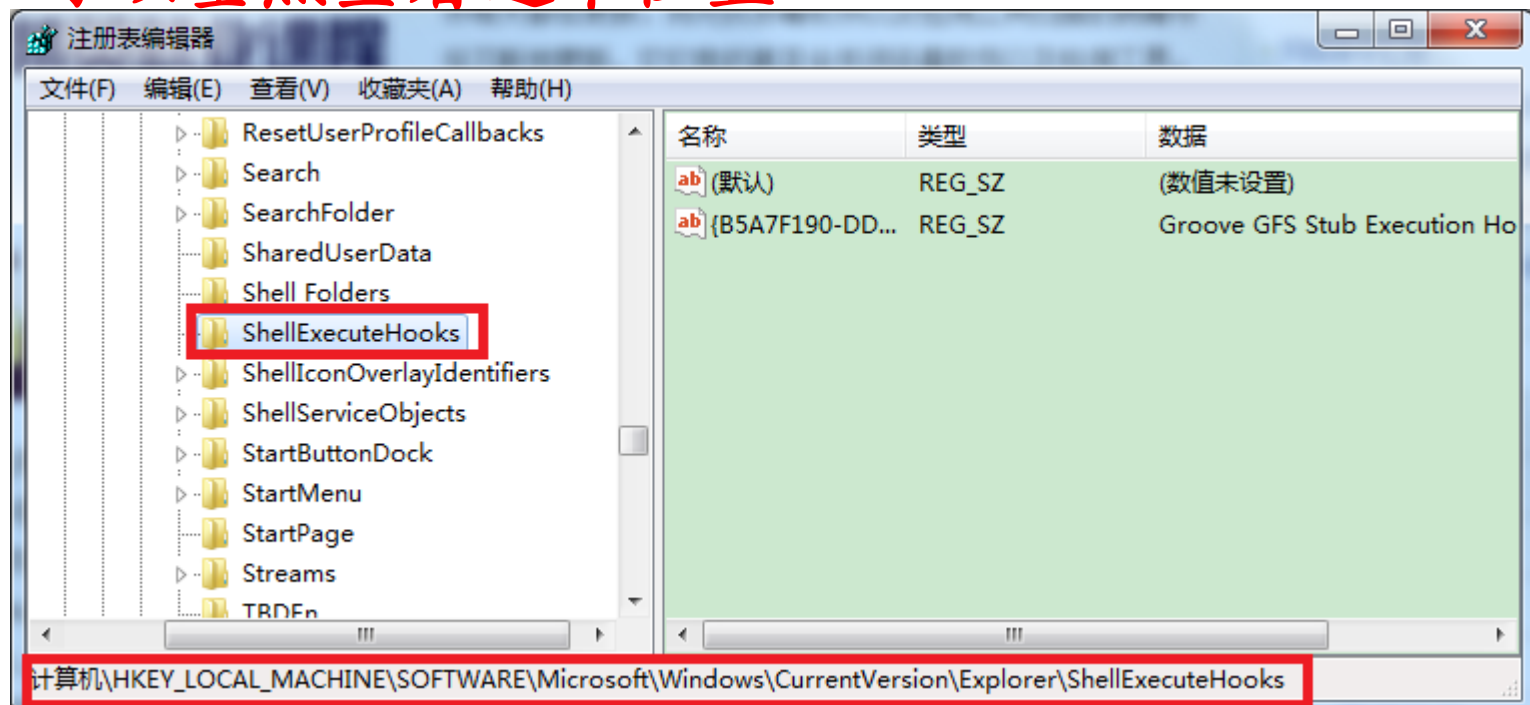 注册表编辑器
文件(F) 编辑(E) 查看(V) 收藏夹(A) 帮助(H)
ResetUserProfileCallbacks
Search
SearchFolder
SharedUserData
Shell Folders
ShellExecuteHooks
ShellIconOverlayIdentifiers
ShellServiceObjects
StartButtonDock
StartMenu
StartPage
Streams
名称 类型 数据
(默认) REG_SZ (数值未设置)
{B5A7F190-DD... REG_SZ Groove GFS Stub Execution Ho
计算机\HKEY_LOCAL_MACHINE\SOFTWARE\Microsoft\Windows\CurrentVersion\Explorer\ShellExecuteHooks